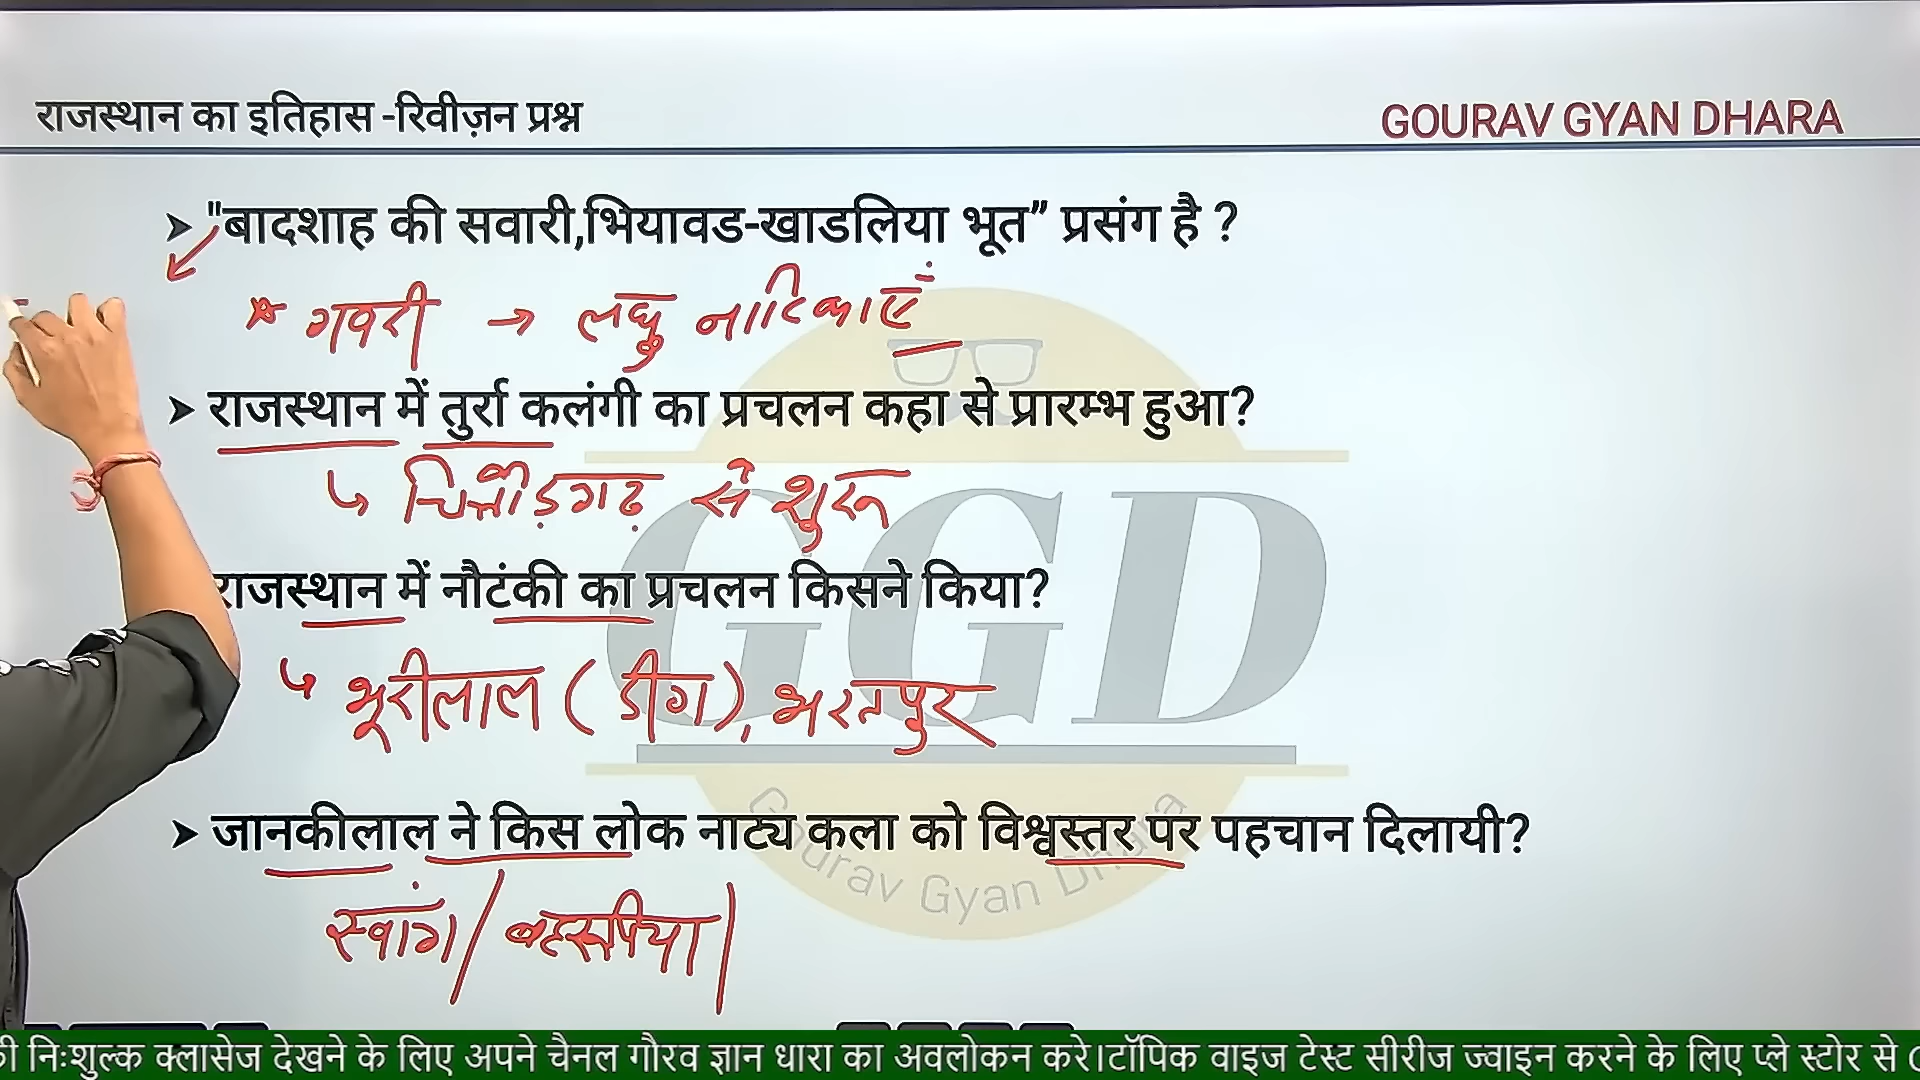 राजस्थान का इतिहास -रिवीज़न प्रश्न
GOURAV GYAN DHARA
➤ "बादशाह की सवारी,भियावड-खाडलिया भूत” प्रसंग है ?
* गवरी → लघु नाटिकाएं
➤ राजस्थान में तुर्रा कलंगी का प्रचलन कहा से प्रारम्भ हुआ?
↳ चित्तौड़गढ़ से शुरू
राजस्थान में नौटंकी का प्रचलन किसने किया?
↳ भूरीलाल (डीग), भरतपुर
➤ जानकीलाल ने किस लोक नाट्य कला को विश्वस्तर पर पहचान दिलायी?
स्वांग/बहरूपिया|
GGD
Gourav Gyan Dhara
की निःशुल्क क्लासेज देखने के लिए अपने चैनल गौरव ज्ञान धारा का अवलोकन करे।टॉपिक वाइज टेस्ट सीरीज ज्वाइन करने के लिए प्ले स्टोर से